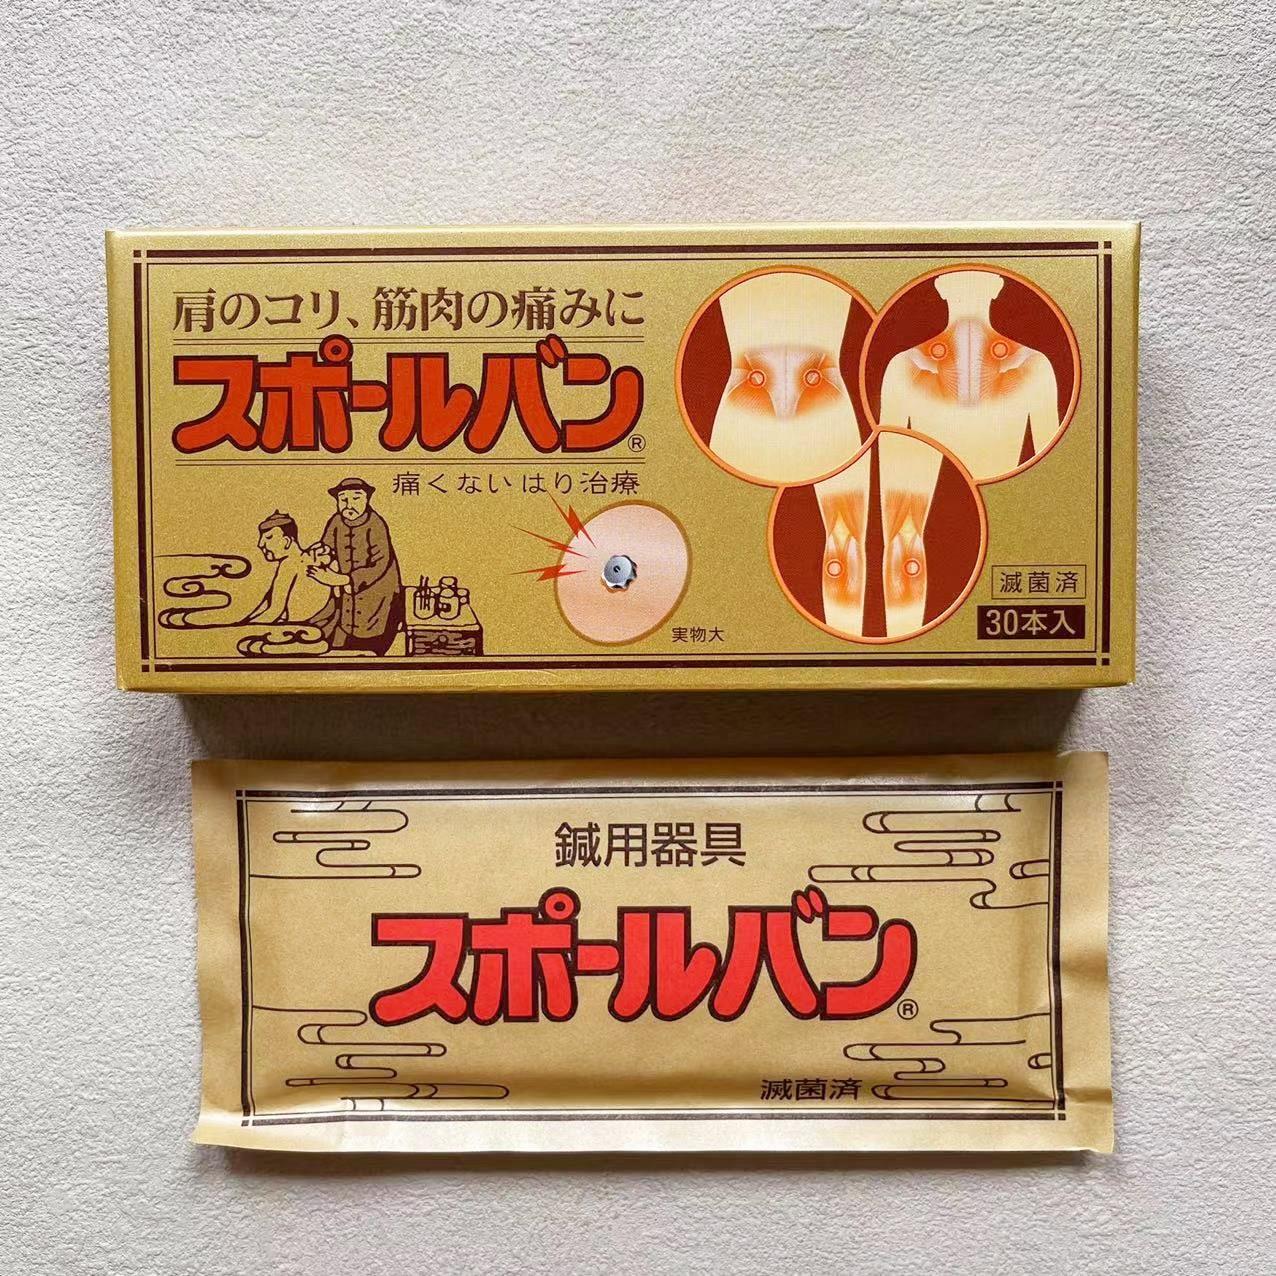 肩のコリ、筋肉の痛みに
スポールバン®
痛くない はり治療
実物大
滅菌済
30本入
鍼用器具
スポールバン®
滅菌済